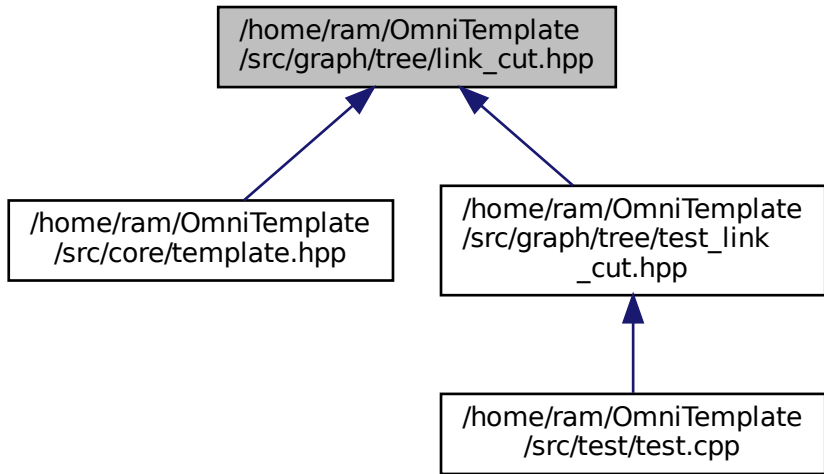 /home/ram/OmniTemplate
/src/graph/tree/link_cut.hpp
/home/ram/OmniTemplate
/src/core/template.hpp
/home/ram/OmniTemplate
/src/graph/tree/test_link
_cut.hpp
/home/ram/OmniTemplate
/src/test/test.cpp